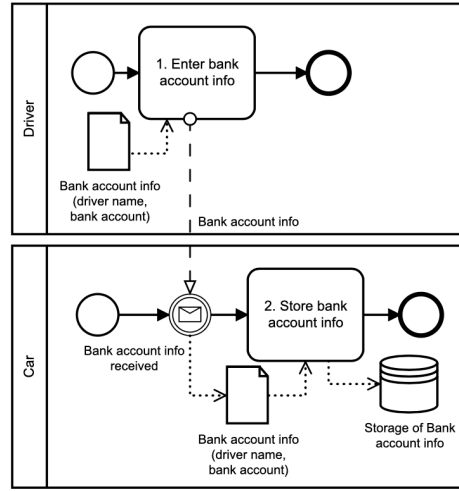 Driver
1. Enter bank
account info
Bank account info
(driver name,
bank account)
Bank account info
Car
Bank account info
received
2. Store bank
account info
Bank account info
(driver name,
bank account)
Storage of Bank
account info